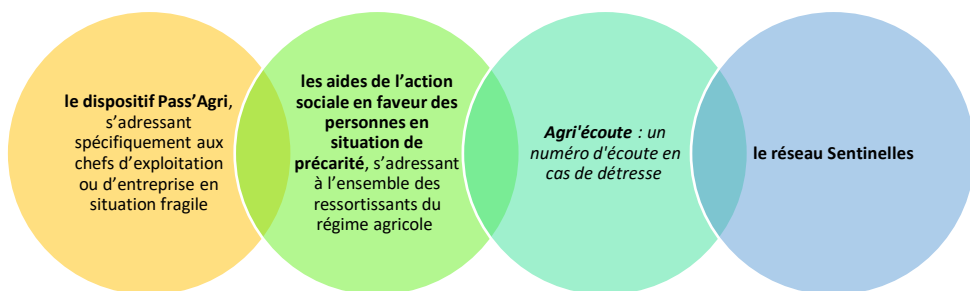 le dispositif Pass’Agri,
s’adressant
spécifiquement aux
chefs d’exploitation
ou d’entreprise en
situation fragile
les aides de l’action
sociale en faveur des
personnes en
situation de
précarité, s’adressant
à l’ensemble des
ressortissants du
régime agricole
Agri'écoute : un
numéro d'écoute en
cas de détresse
le réseau Sentinelles